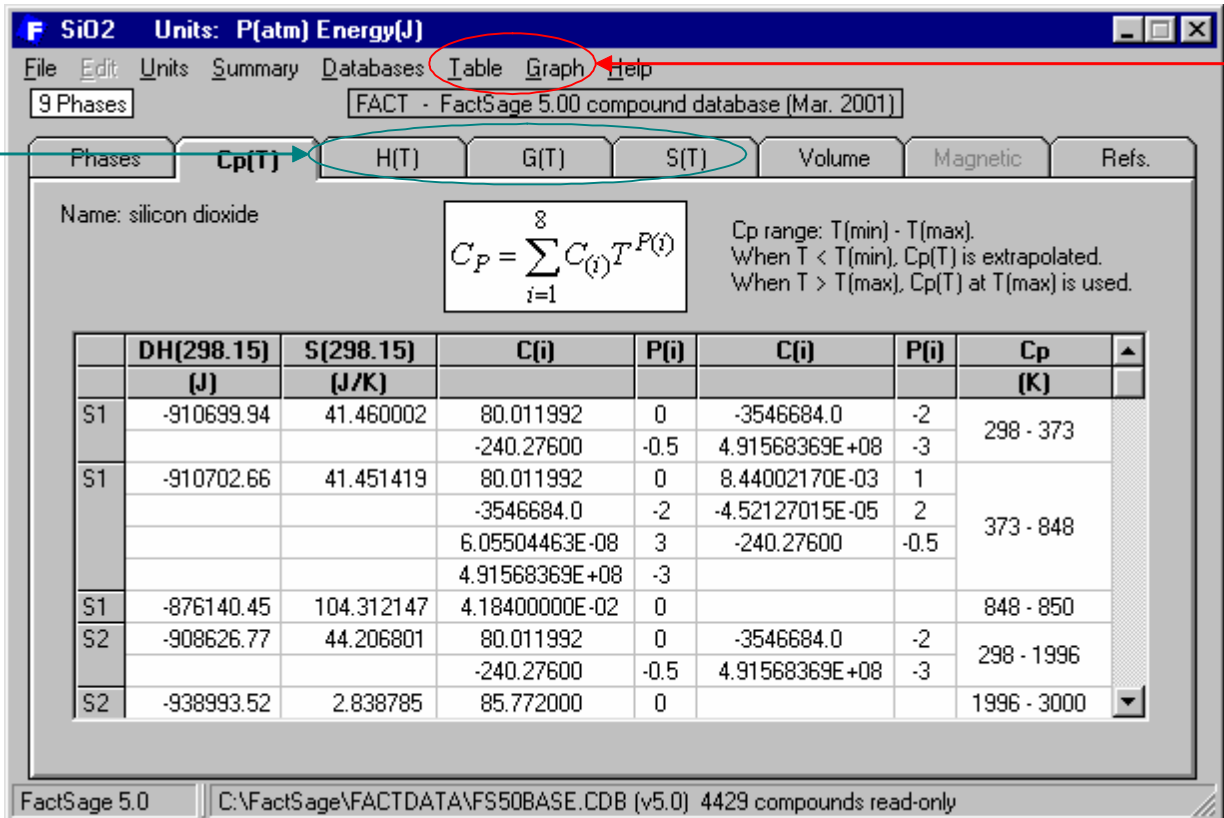 F SiO2 Units: P(atm) Energy(J)
File Edit Units Summary Databases Table Graph Help
9 Phases FACT - FactSage 5.00 compound database (Mar. 2001)
Phases Cp(T) H(T) G(T) S(T) Volume Magnetic Refs.
Name: silicon dioxide
C_P = \sum_{i=1}^{8} C_{(i)} T^{P(i)}
Cp range: T(min) - T(max).
When T < T(min), Cp(T) is extrapolated.
When T > T(max), Cp(T) at T(max) is used.
DH(298.15) S(298.15) C(i) P(i) C(i) P(i) Cp
(J) (J/K) (K)
S1 -910699.94 41.460002 80.011992 0 -3546684.0 -2 298 - 373
-240.27600 -0.5 4.91568369E+08 -3
S1 -910702.66 41.451419 80.011992 0 8.44002170E-03 1 373 - 848
-3546684.0 -2 -4.52127015E-05 2
6.05504463E-08 3 -240.27600 -0.5
4.91568369E+08 -3
S1 -876140.45 104.312147 4.18400000E-02 0 848 - 850
S2 -908626.77 44.206801 80.011992 0 -3546684.0 -2 298 - 1996
-240.27600 -0.5 4.91568369E+08 -3
S2 -938993.52 2.838785 85.772000 0 1996 - 3000
FactSage 5.0 C:\FactSage\FACTDATA\FS50BASE.CDB (v5.0) 4429 compounds read-only